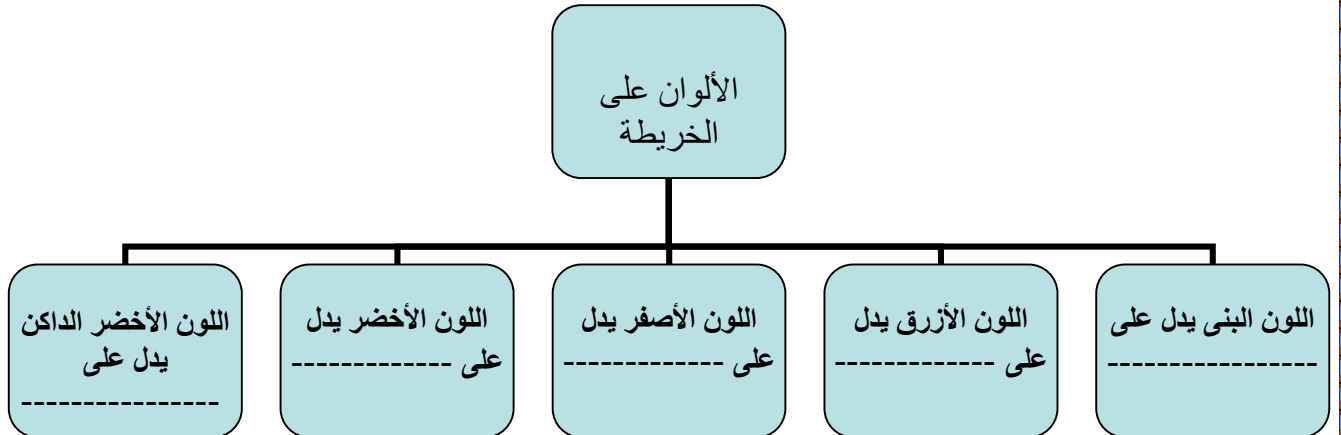 الألوان على
الخريطة
اللون البنى يدل على
-----------------
اللون الأزرق يدل
على -------------
اللون الأصفر يدل
على -------------
اللون الأخضر يدل
على -------------
اللون الأخضر الداكن
يدل على
----------------